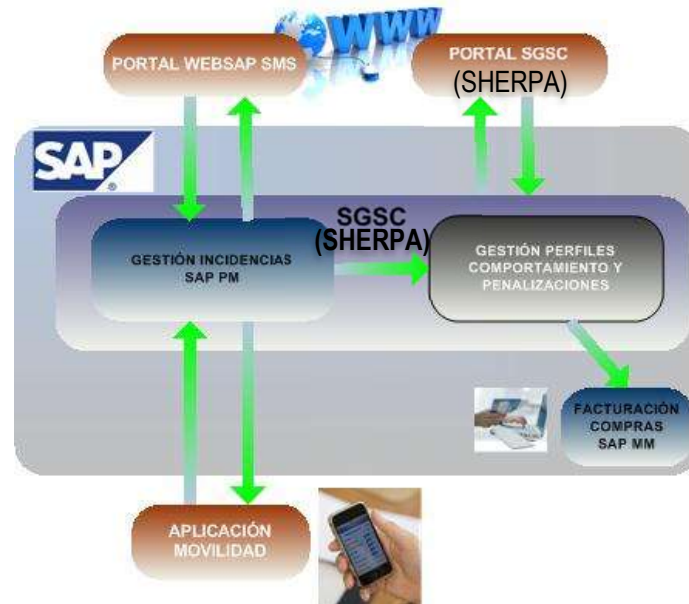 WWW
PORTAL WEBSAP SMS
PORTAL SGSC
(SHERPA)
SAP
SGSC
(SHERPA)
GESTIÓN INCIDENCIAS
SAP PM
GESTIÓN PERFILES
COMPORTAMIENTO Y
PENALIZACIONES
FACTURACIÓN
COMPRAS
SAP MM
APLICACIÓN
MOVILIDAD